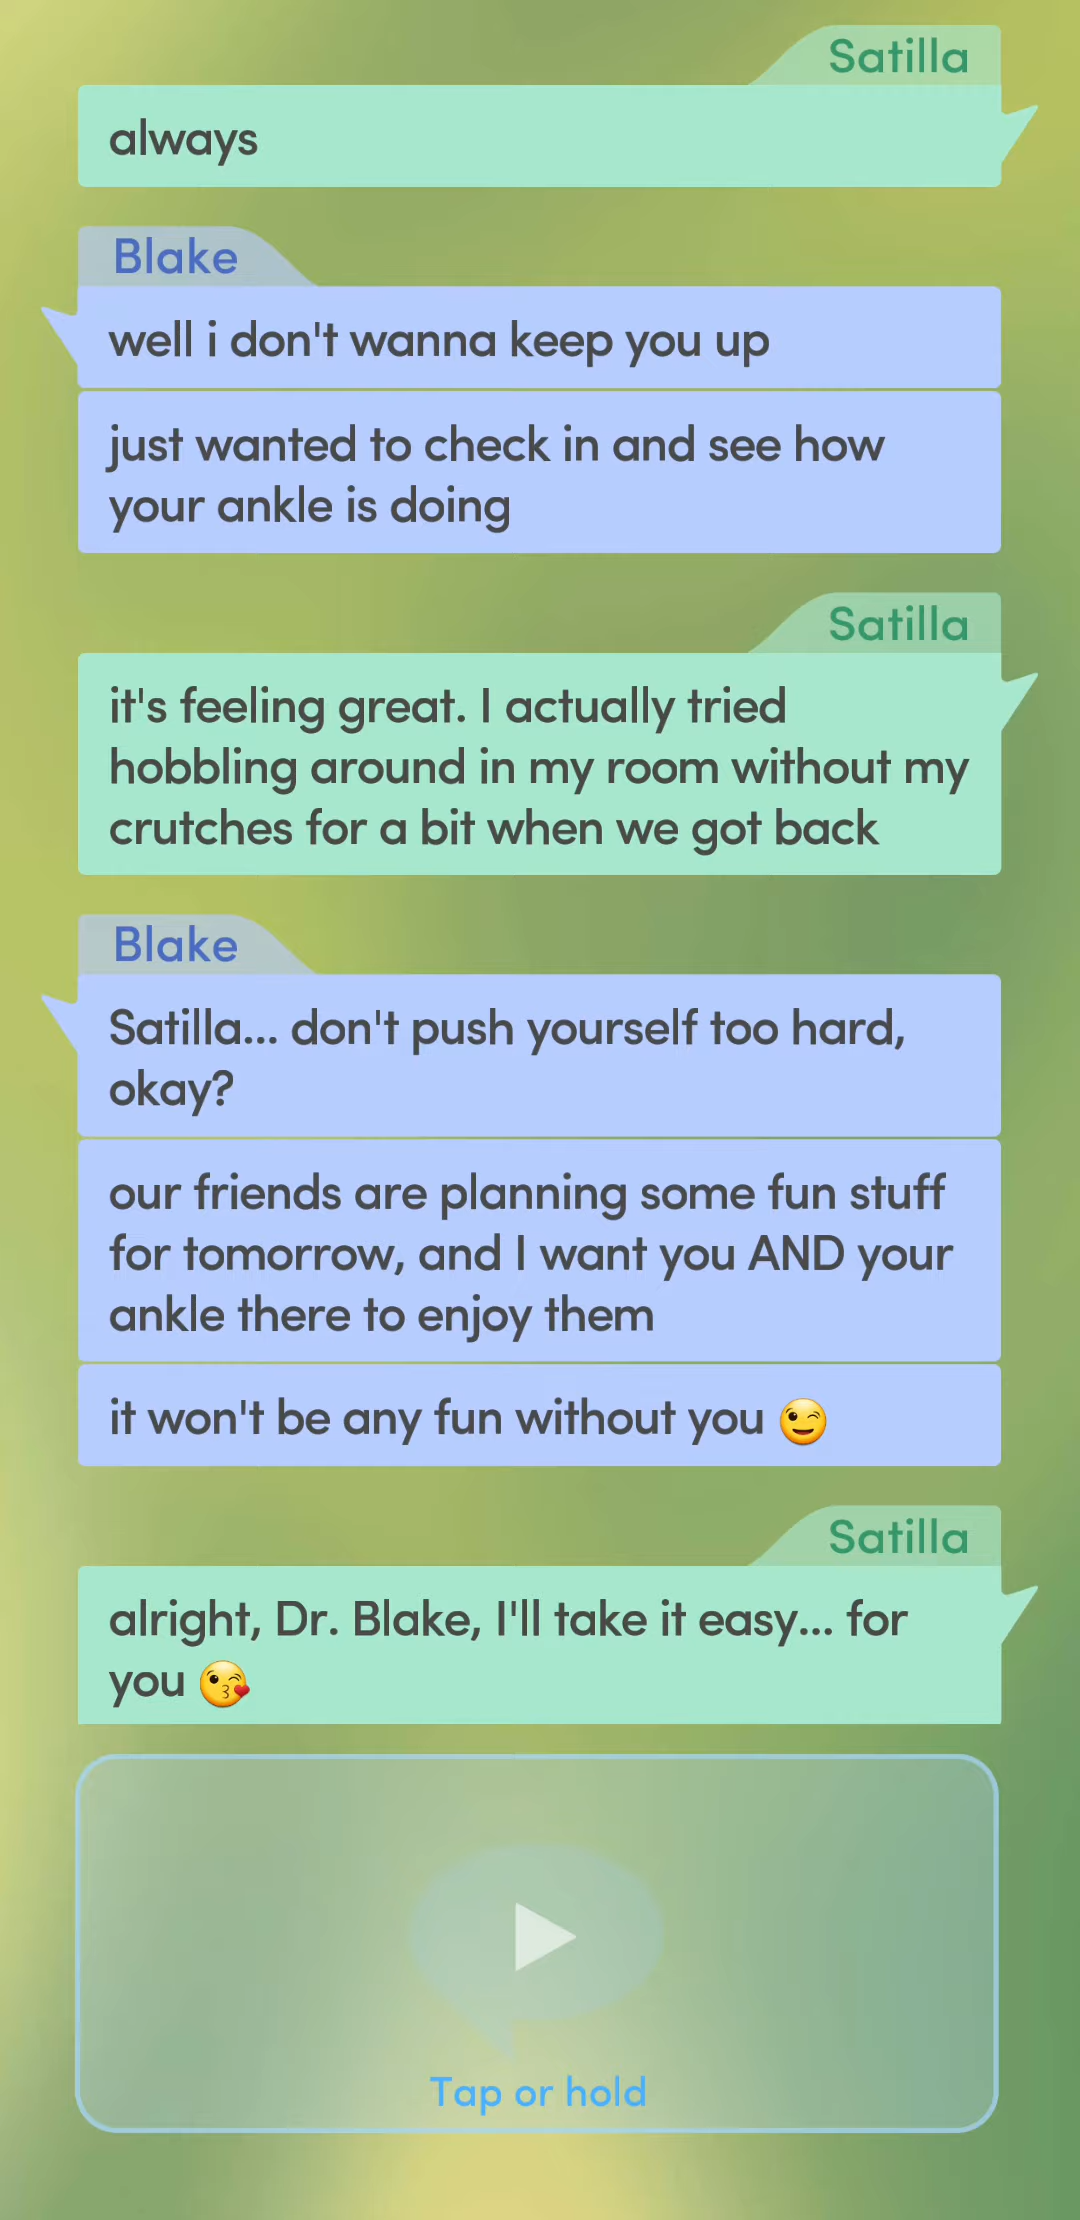 Satilla
always
Blake
well i don't wanna keep you up
just wanted to check in and see how
your ankle is doing
Satilla
it's feeling great. I actually tried
hobbling around in my room without my
crutches for a bit when we got back
Blake
Satilla... don't push yourself too hard,
okay?
our friends are planning some fun stuff
for tomorrow, and I want you AND your
ankle there to enjoy them
it won't be any fun without you 😉
Satilla
alright, Dr. Blake, I'll take it easy... for
you 😘
Tap or hold